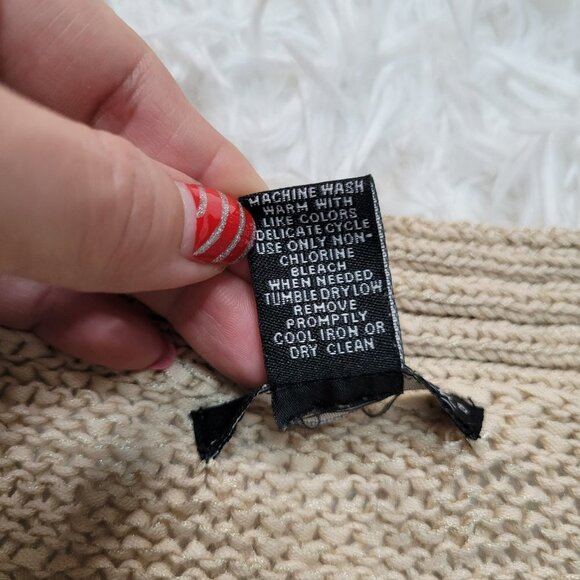 MACHINE WASH
WARM WITH
LIKE COLORS
DELICATE CYCLE
USE ONLY NON-
CHLORINE
BLEACH
WHEN NEEDED
TUMBLE DRY LOW
REMOVE
PROMPTLY
COOL IRON OR
DRY CLEAN